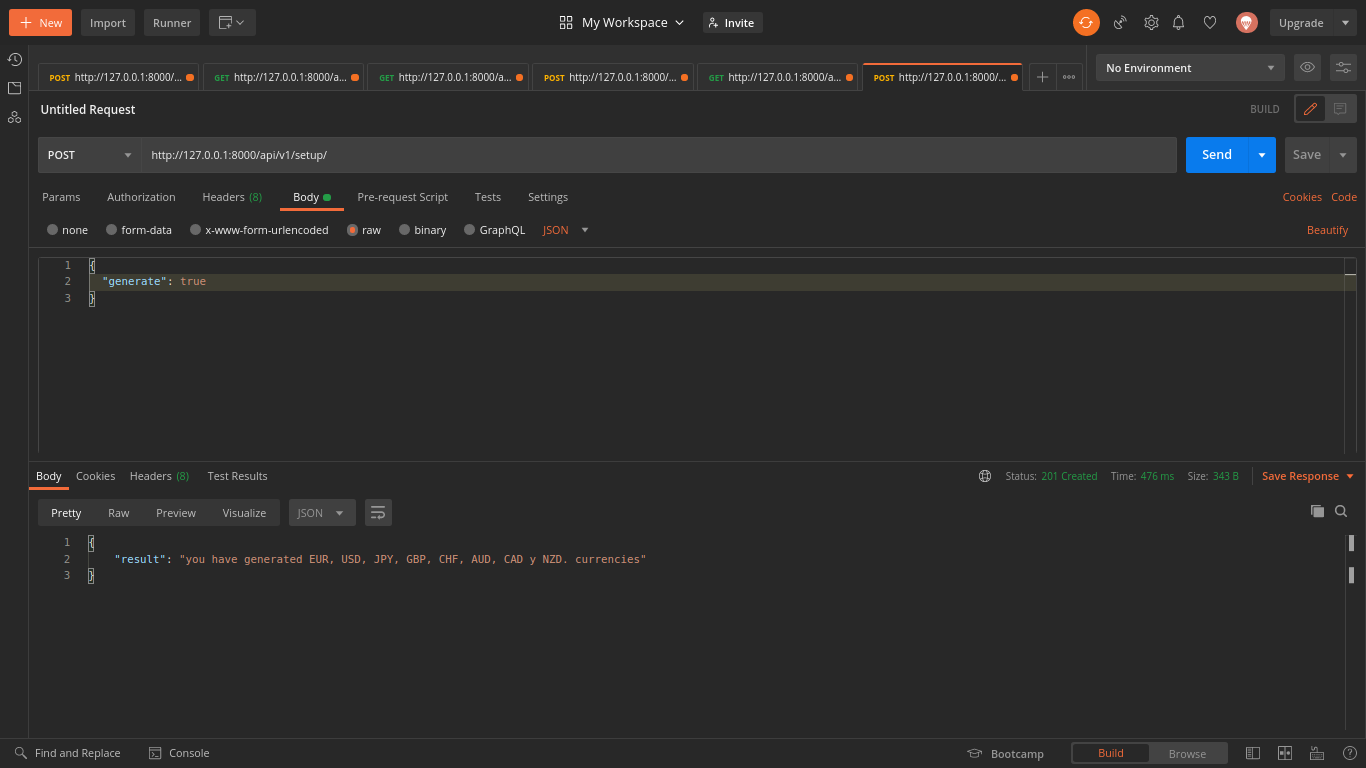 New Import Runner My Workspace Invite Upgrade
POST http://127.0.0.1:8000/... GET http://127.0.0.1:8000/a... GET http://127.0.0.1:8000/a... POST http://127.0.0.1:8000/... GET http://127.0.0.1:8000/a... POST http://127.0.0.1:8000/... No Environment
Untitled Request BUILD
POST http://127.0.0.1:8000/api/v1/setup/ Send Save
Params Authorization Headers (8) Body Pre-request Script Tests Settings Cookies Code
none form-data x-www-form-urlencoded raw binary GraphQL JSON Beautify
1 {
2 "generate": true
3 }
Body Cookies Headers (8) Test Results Status: 201 Created Time: 476 ms Size: 343 B Save Response
Pretty Raw Preview Visualize JSON
1 {
2 "result": "you have generated EUR, USD, JPY, GBP, CHF, AUD, CAD y NZD. currencies"
3 }
Find and Replace Console Bootcamp Build Browse